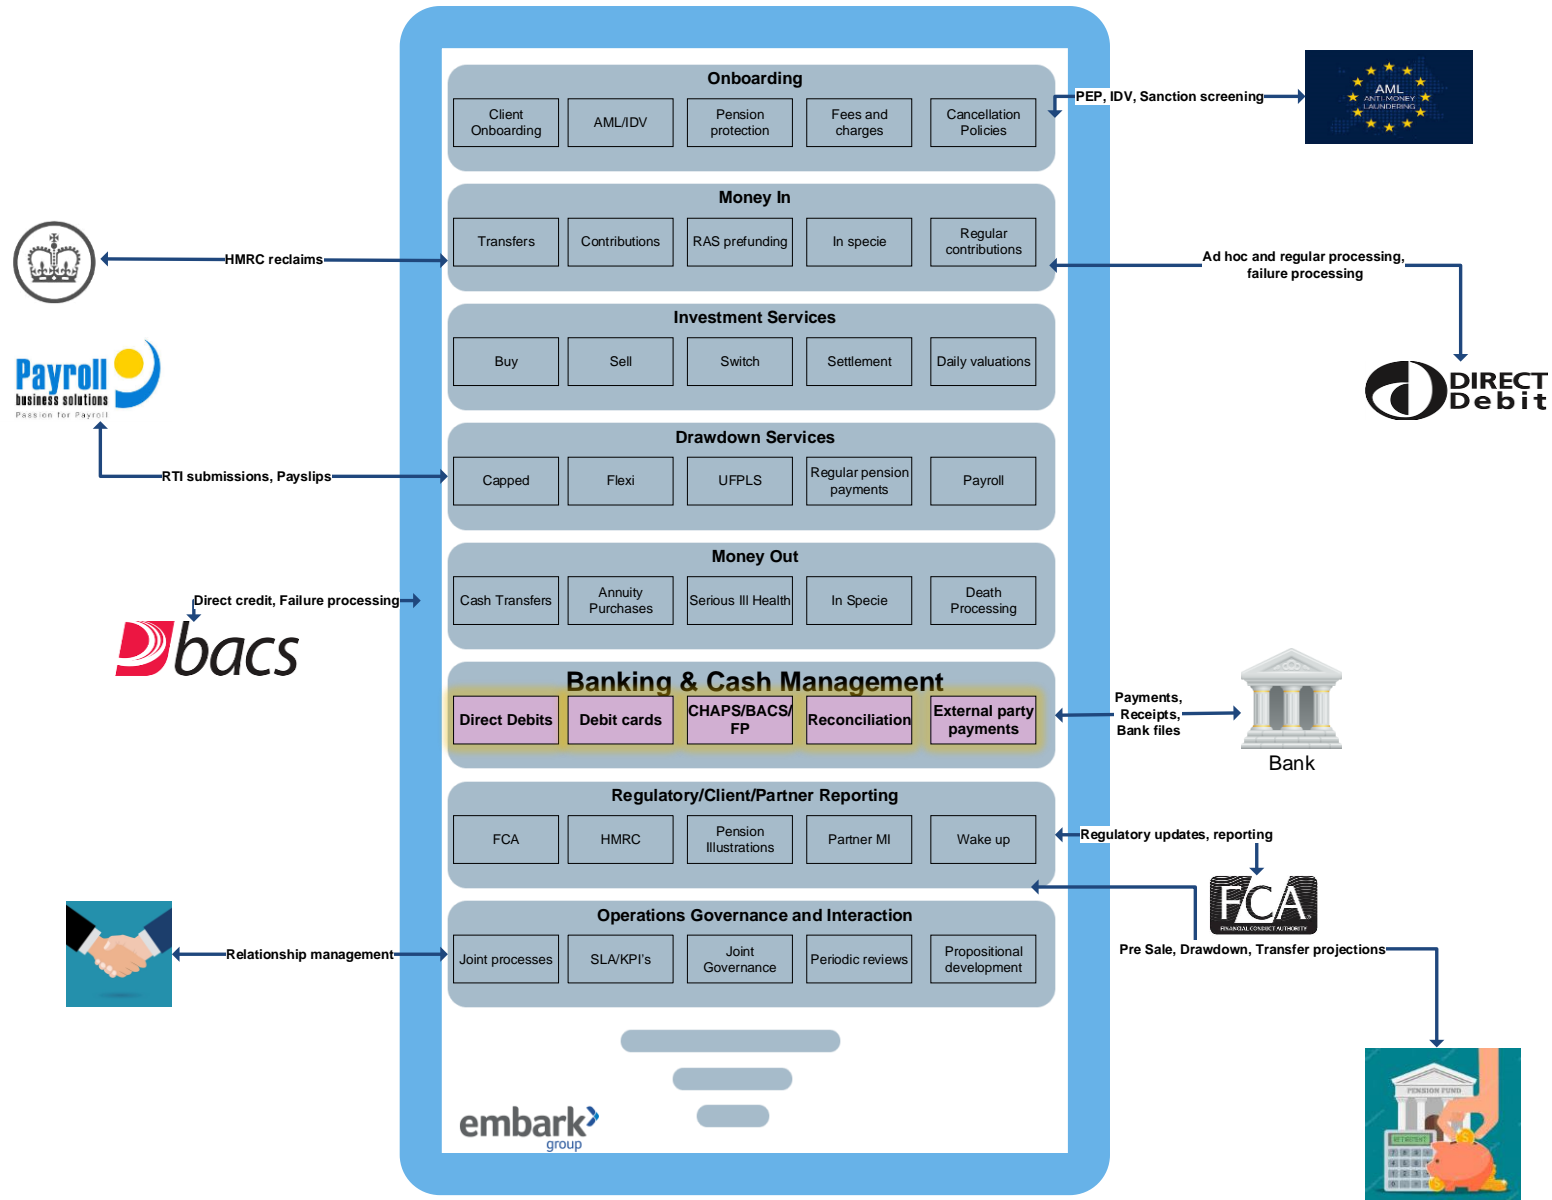 Onboarding
Client
Onboarding
AML/IDV
Pension
protection
Fees and
charges
Cancellation
Policies
PEP, IDV, Sanction screening
AML
ANTI-MONEY
LAUNDERING
Money In
Transfers
Contributions
RAS prefunding
In specie
Regular
contributions
HMRC reclaims
Ad hoc and regular processing,
failure processing
Investment Services
Buy
Sell
Switch
Settlement
Daily valuations
Payroll
business solutions
Passion for Payroll
DIRECT
Debit
Drawdown Services
Capped
Flexi
UFPLS
Regular pension
payments
Payroll
RTI submissions, Payslips
Money Out
Cash Transfers
Annuity
Purchases
Serious Ill Health
In Specie
Death
Processing
Direct credit, Failure processing
bacs
Banking & Cash Management
Direct Debits
Debit cards
CHAPS/BACS/
FP
Reconciliation
External party
payments
Payments,
Receipts,
Bank files
Bank
Regulatory/Client/Partner Reporting
FCA
HMRC
Pension
Illustrations
Partner MI
Wake up
Regulatory updates, reporting
FCA
FINANCIAL CONDUCT AUTHORITY
Operations Governance and Interaction
Joint processes
SLA/KPI's
Joint
Governance
Periodic reviews
Propositional
development
Relationship management
Pre Sale, Drawdown, Transfer projections
embark
group
PENSION FUND
RETIREMENT